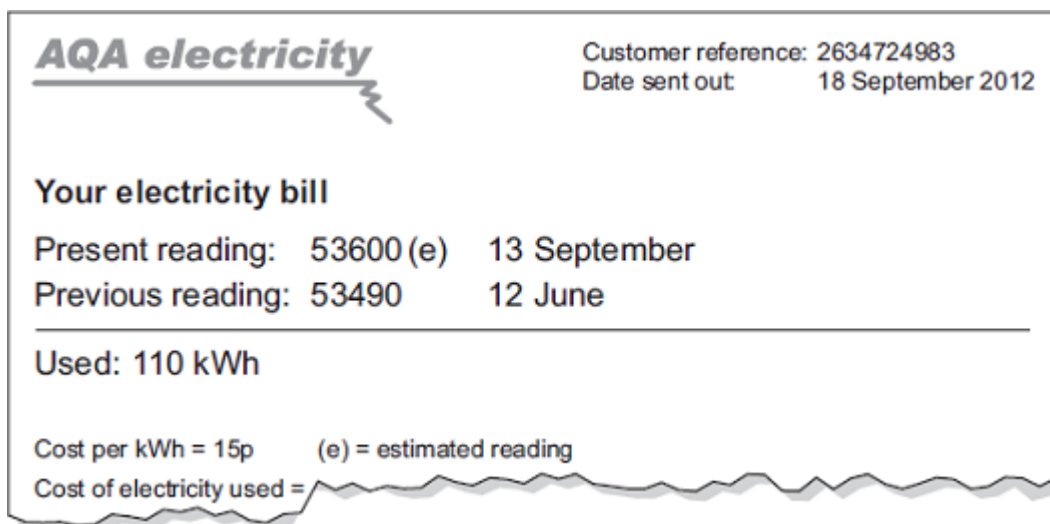 AQA electricity
Customer reference: 2634724983
Date sent out: 18 September 2012
Your electricity bill
Present reading: 53600 (e) 13 September
Previous reading: 53490 12 June
Used: 110 kWh
Cost per kWh = 15p (e) = estimated reading
Cost of electricity used =